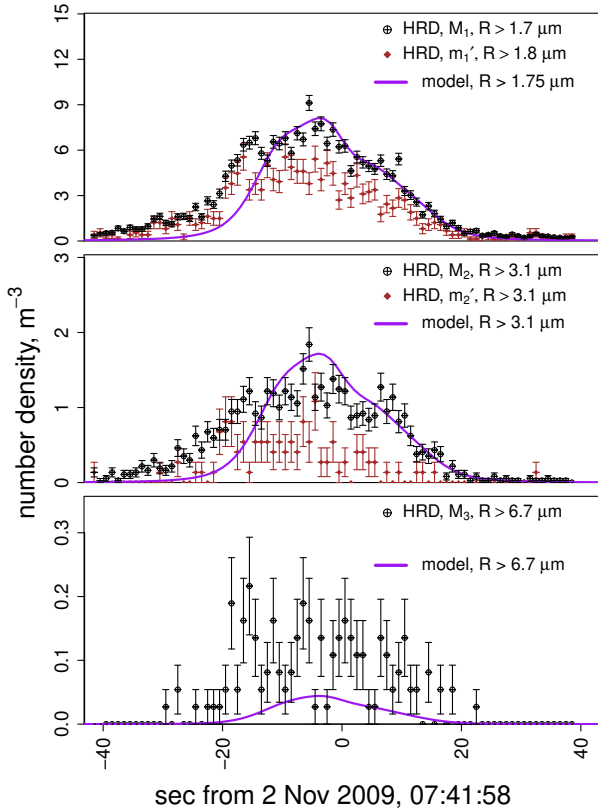 15
12
9
6
3
0
HRD, M₁, R > 1.7 μm
HRD, m₁′, R > 1.8 μm
model, R > 1.75 μm
3
2
1
0
HRD, M₂, R > 3.1 μm
HRD, m₂′, R > 3.1 μm
model, R > 3.1 μm
number density, m⁻³
0.3
0.2
0.1
0.0
HRD, M₃, R > 6.7 μm
model, R > 6.7 μm
−40
−20
0
20
40
sec from 2 Nov 2009, 07:41:58